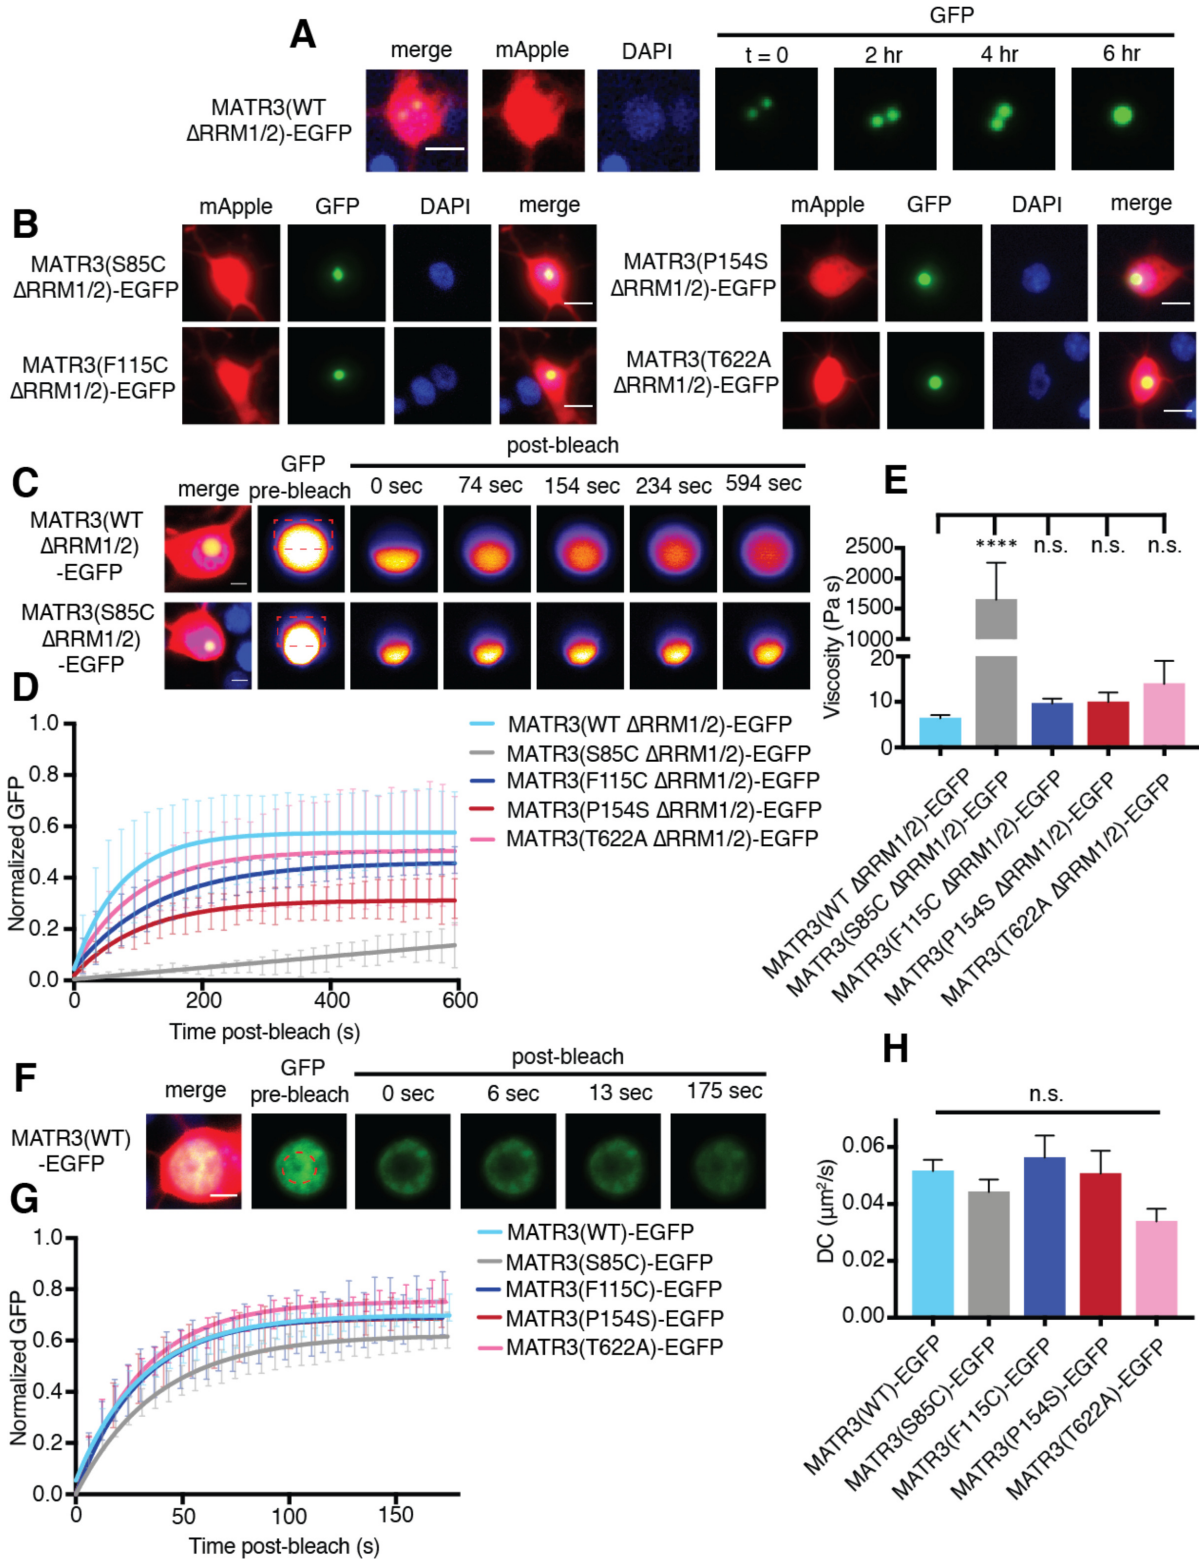 A
GFP
merge mApple DAPI t = 0 2 hr 4 hr 6 hr
MATR3(WT
ΔRRM1/2)-EGFP
B
mApple GFP DAPI merge
MATR3(S85C
ΔRRM1/2)-EGFP
MATR3(F115C
ΔRRM1/2)-EGFP
mApple GFP DAPI merge
MATR3(P154S
ΔRRM1/2)-EGFP
MATR3(T622A
ΔRRM1/2)-EGFP
C
post-bleach
GFP
merge pre-bleach 0 sec 74 sec 154 sec 234 sec 594 sec
MATR3(WT
ΔRRM1/2)
-EGFP
MATR3(S85C
ΔRRM1/2)
-EGFP
D
1.0
0.8
0.6
0.4
0.2
0.0
Normalized GFP
0 200 400 600
Time post-bleach (s)
MATR3(WT ΔRRM1/2)-EGFP
MATR3(S85C ΔRRM1/2)-EGFP
MATR3(F115C ΔRRM1/2)-EGFP
MATR3(P154S ΔRRM1/2)-EGFP
MATR3(T622A ΔRRM1/2)-EGFP
E
**** n.s. n.s. n.s.
2500
2000
1500
1000
20
10
0
Viscosity (Pa s)
MATR3(WT ΔRRM1/2)-EGFP
MATR3(S85C ΔRRM1/2)-EGFP
MATR3(F115C ΔRRM1/2)-EGFP
MATR3(P154S ΔRRM1/2)-EGFP
MATR3(T622A ΔRRM1/2)-EGFP
F
post-bleach
GFP
merge pre-bleach 0 sec 6 sec 13 sec 175 sec
MATR3(WT)
-EGFP
G
1.0
0.8
0.6
0.4
0.2
0.0
Normalized GFP
0 50 100 150
Time post-bleach (s)
MATR3(WT)-EGFP
MATR3(S85C)-EGFP
MATR3(F115C)-EGFP
MATR3(P154S)-EGFP
MATR3(T622A)-EGFP
H
n.s.
0.06
0.04
0.02
0.00
DC (µm²/s)
MATR3(WT)-EGFP
MATR3(S85C)-EGFP
MATR3(F115C)-EGFP
MATR3(P154S)-EGFP
MATR3(T622A)-EGFP